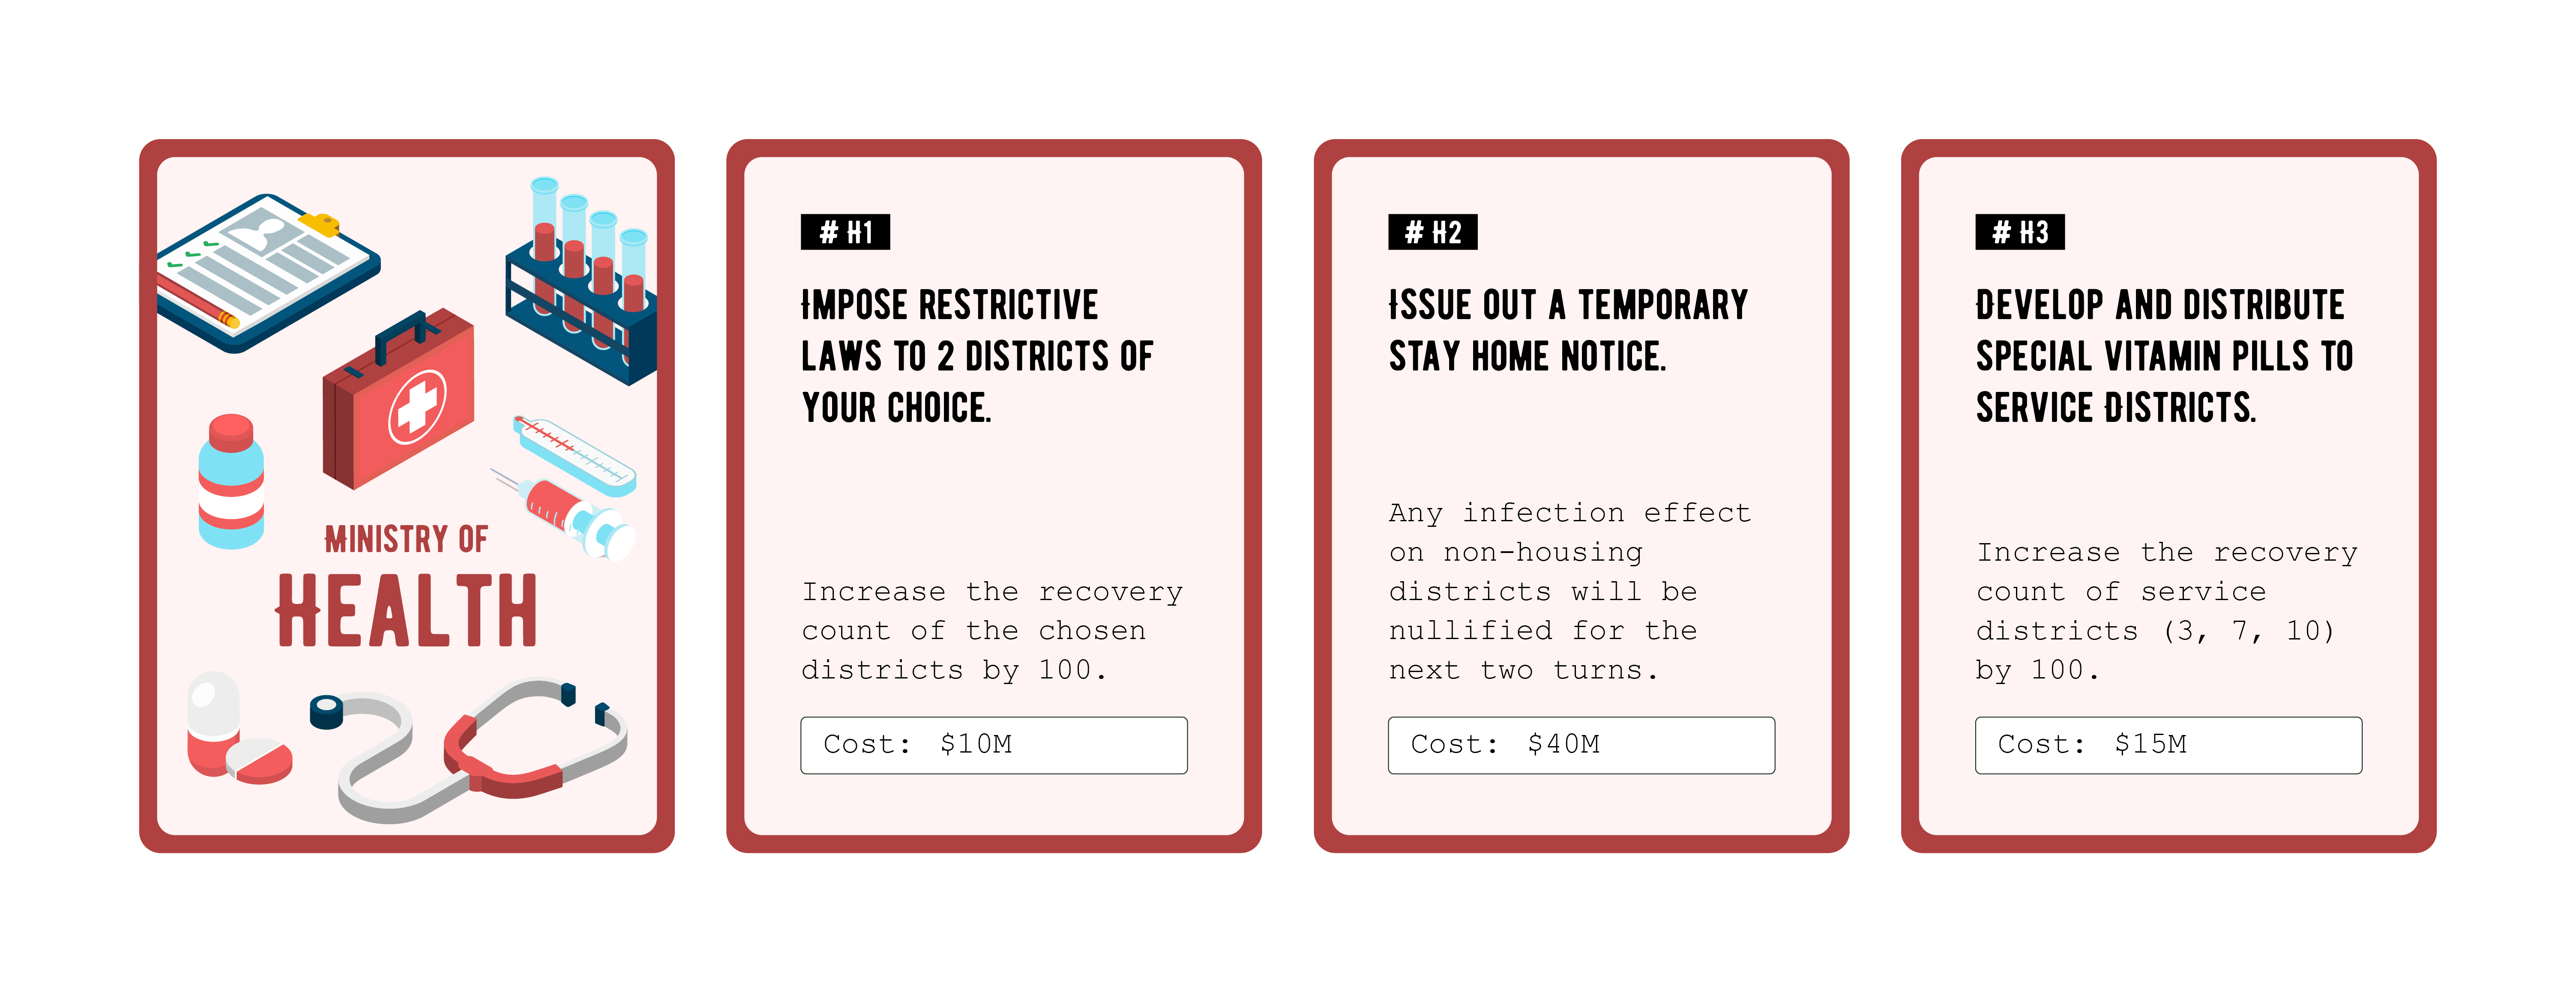 Ministry of
Health
# H1
Impose restrictive
laws to 2 districts of
your choice.
Increase the recovery
count of the chosen
districts by 100.
Cost: $10M
# H2
Issue out a temporary
stay home notice.
Any infection effect
on non-housing
districts will be
nullified for the
next two turns.
Cost: $40M
# H3
Develop and distribute
special vitamin pills to
Service Districts.
Increase the recovery
count of service
districts (3, 7, 10)
by 100.
Cost: $15M